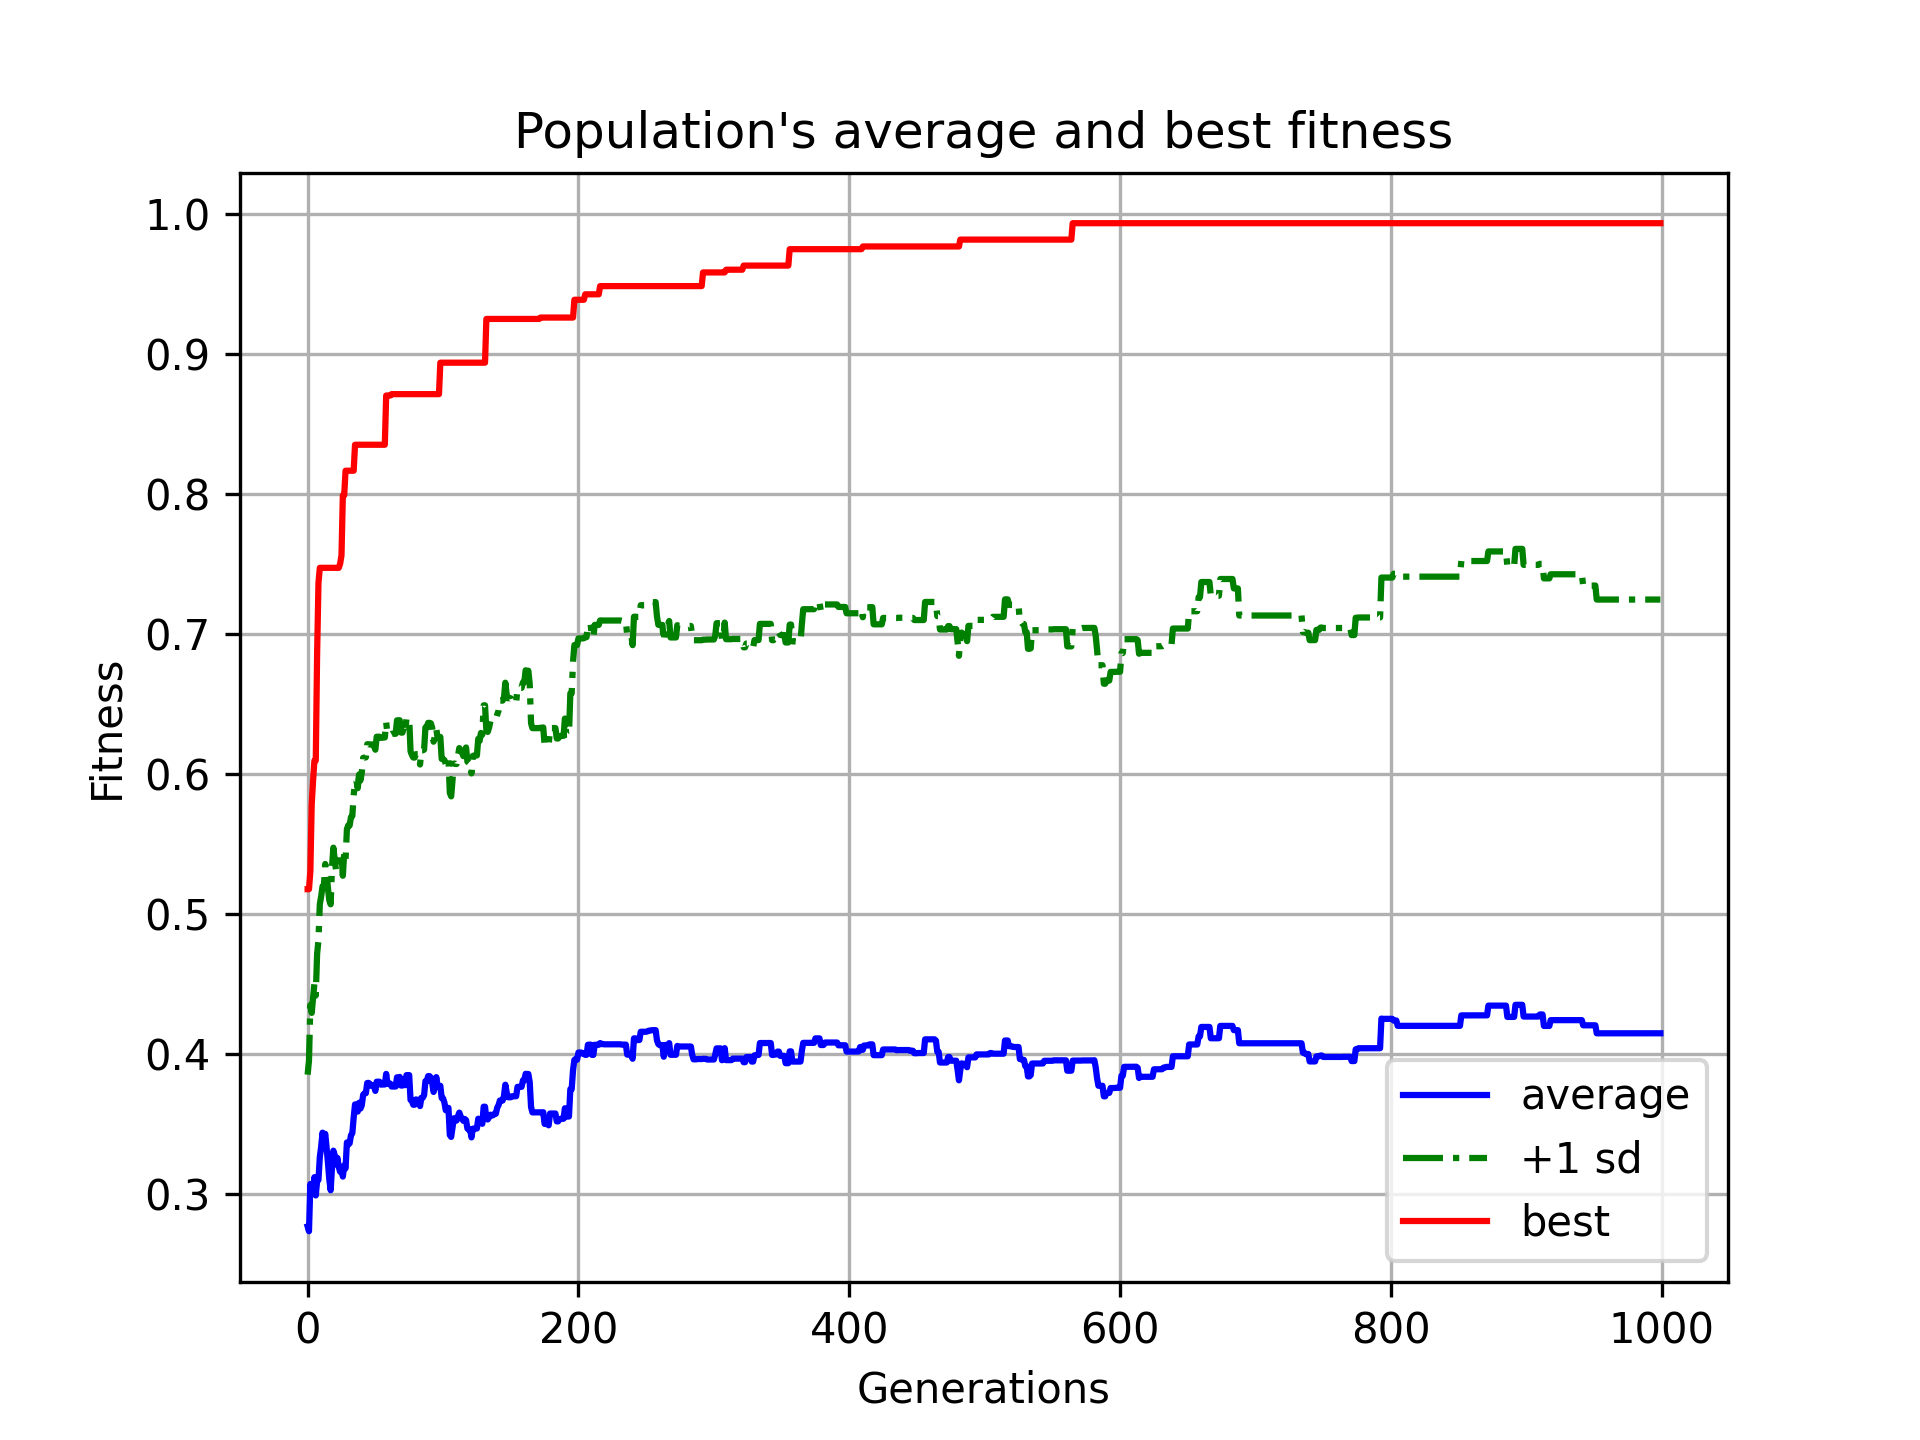 Population's average and best fitness
1.0
0.9
0.8
0.7
0.6
0.5
0.4
0.3
Fitness
average
+1 sd
best
0 200 400 600 800 1000
Generations